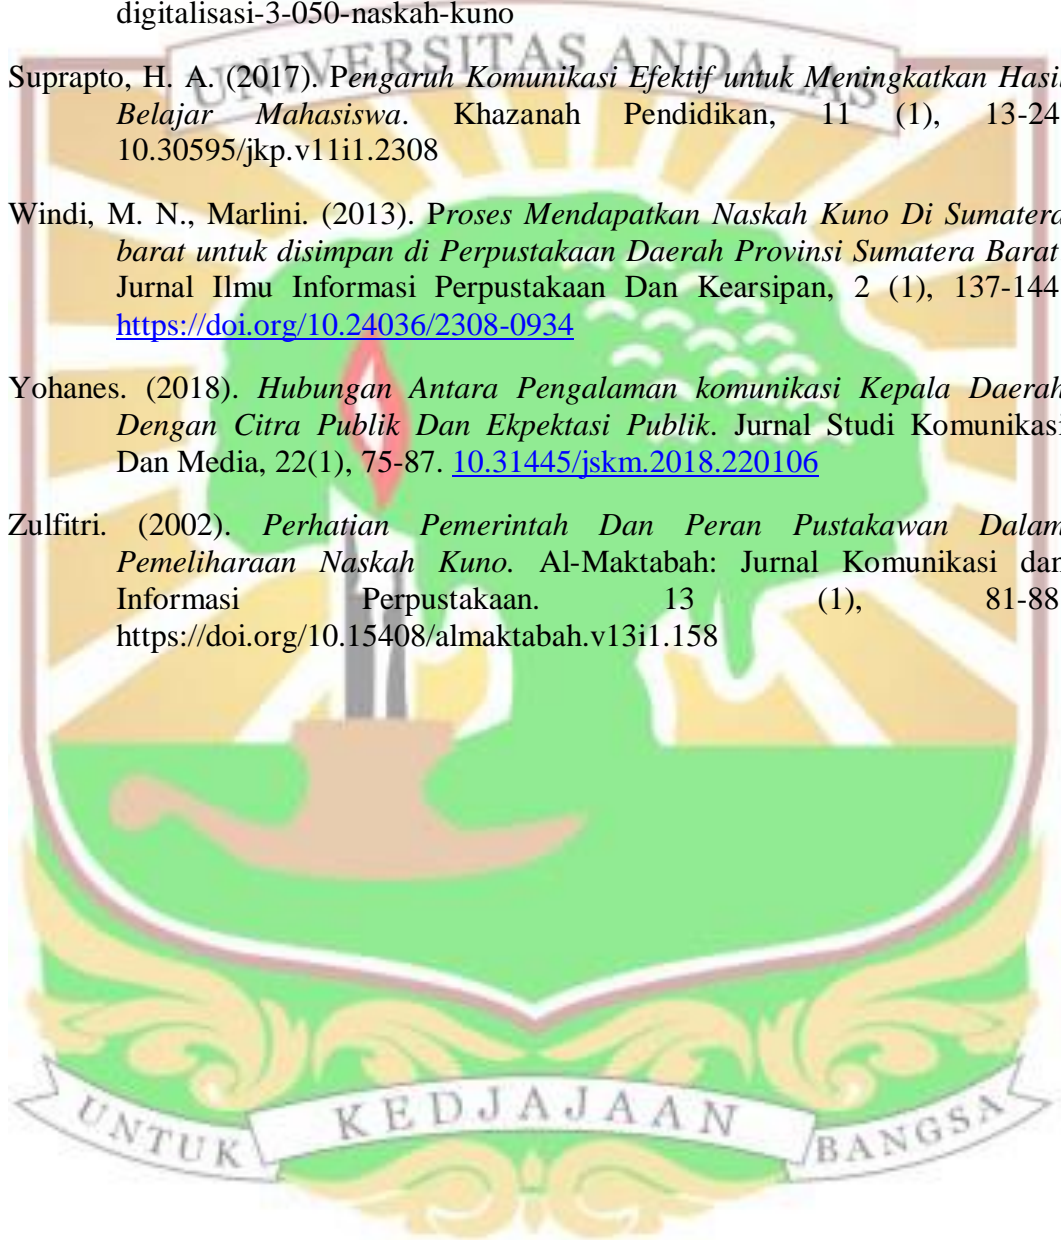 digitalisasi-3-050-naskah-kuno
UNIVERSITAS ANDALAS
Suprapto, H. A. (2017). Pengaruh Komunikasi Efektif untuk Meningkatkan Hasil
Belajar Mahasiswa. Khazanah Pendidikan, 11 (1), 13-24
10.30595/jkp.v11i1.2308
Windi, M. N., Marlini. (2013). Proses Mendapatkan Naskah Kuno Di Sumatera
barat untuk disimpan di Perpustakaan Daerah Provinsi Sumatera Barat
Jurnal Ilmu Informasi Perpustakaan Dan Kearsipan, 2 (1), 137-144
https://doi.org/10.24036/2308-0934
Yohanes. (2018). Hubungan Antara Pengalaman komunikasi Kepala Daerah
Dengan Citra Publik Dan Ekpektasi Publik. Jurnal Studi Komunikasi
Dan Media, 22(1), 75-87. 10.31445/jskm.2018.220106
Zulfitri. (2002). Perhatian Pemerintah Dan Peran Pustakawan Dalam
Pemeliharaan Naskah Kuno. Al-Maktabah: Jurnal Komunikasi dan
Informasi Perpustakaan. 13 (1), 81-88
https://doi.org/10.15408/almaktabah.v13i1.158
UNTUK KEDJAJAAN BANGSA